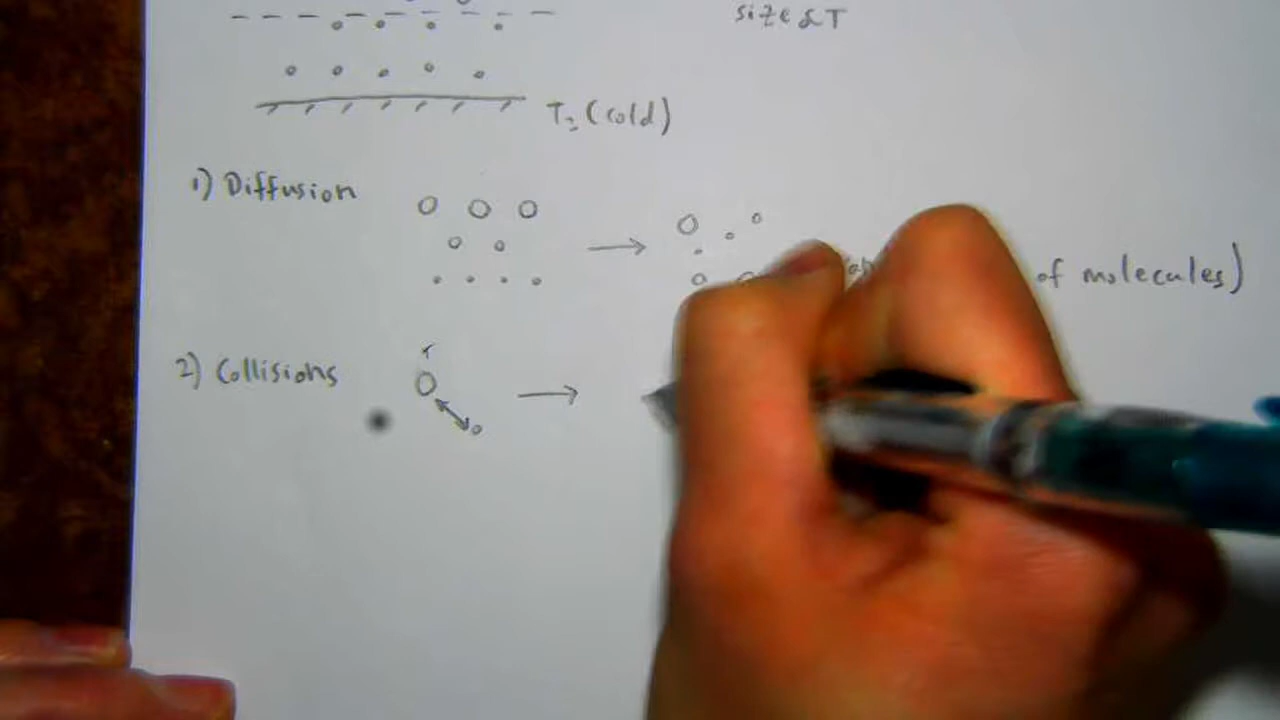 size α T
T₂ (cold)
1) Diffusion
of molecules)
2) Collisions